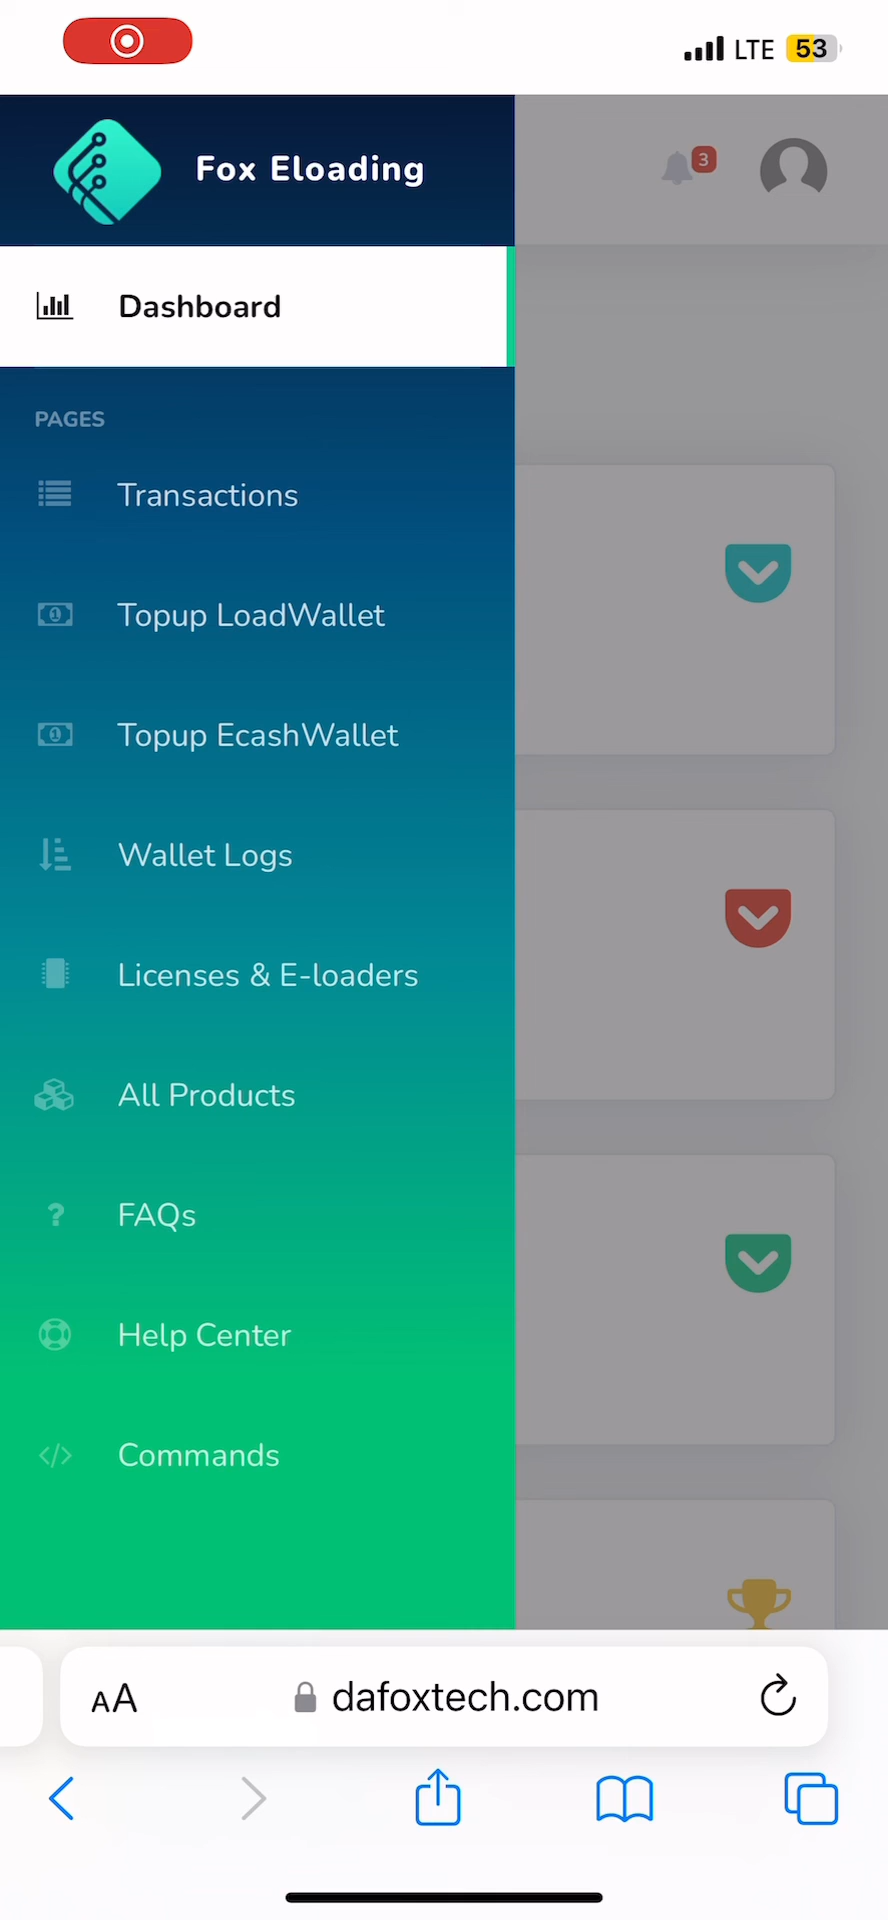 LTE 53
Fox Eloading
3
Dashboard
PAGES
Transactions
Topup LoadWallet
Topup EcashWallet
Wallet Logs
Licenses & E-loaders
All Products
FAQs
Help Center
Commands
AA dafoxtech.com